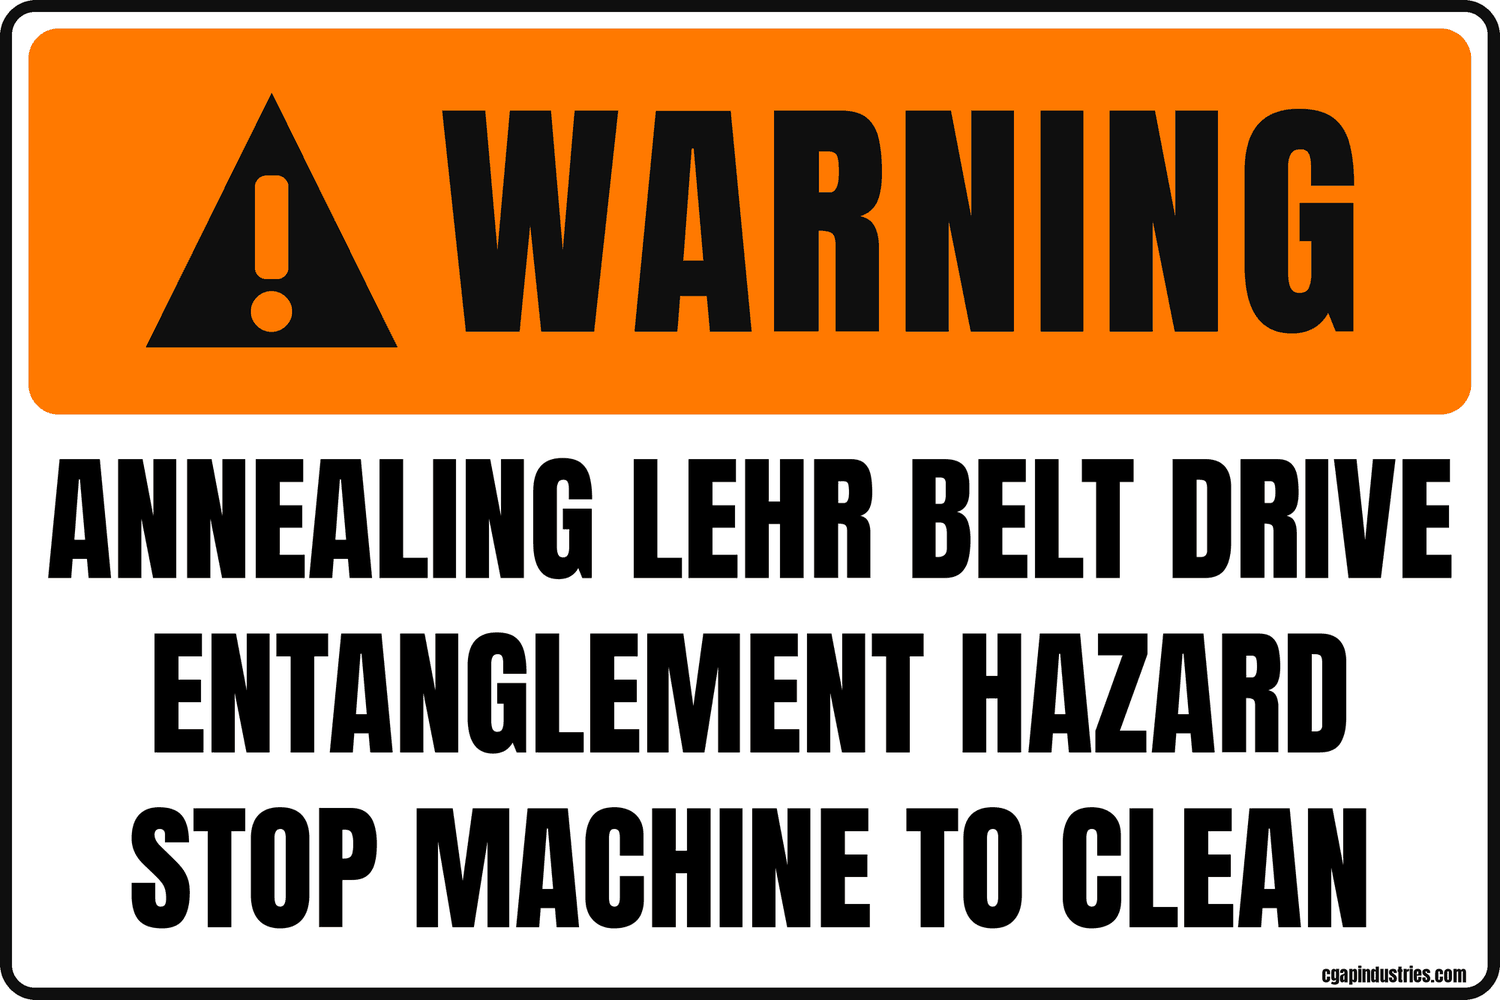 WARNING
ANNEALING LEHR BELT DRIVE
ENTANGLEMENT HAZARD
STOP MACHINE TO CLEAN
cgapindustries.com